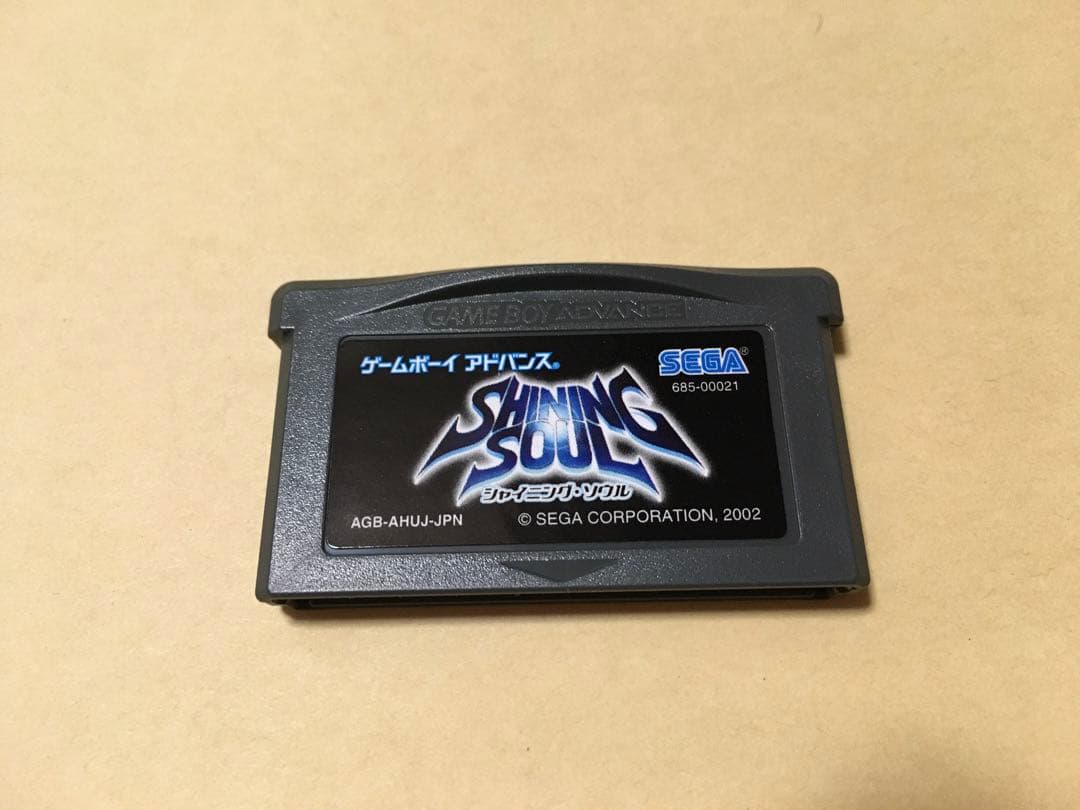 GAME BOY ADVANCE
ゲームボーイ アドバンス®
SEGA®
685-00021
SHINING
SOUL
シャイニング・ソウル
AGB-AHUJ-JPN
© SEGA CORPORATION, 2002